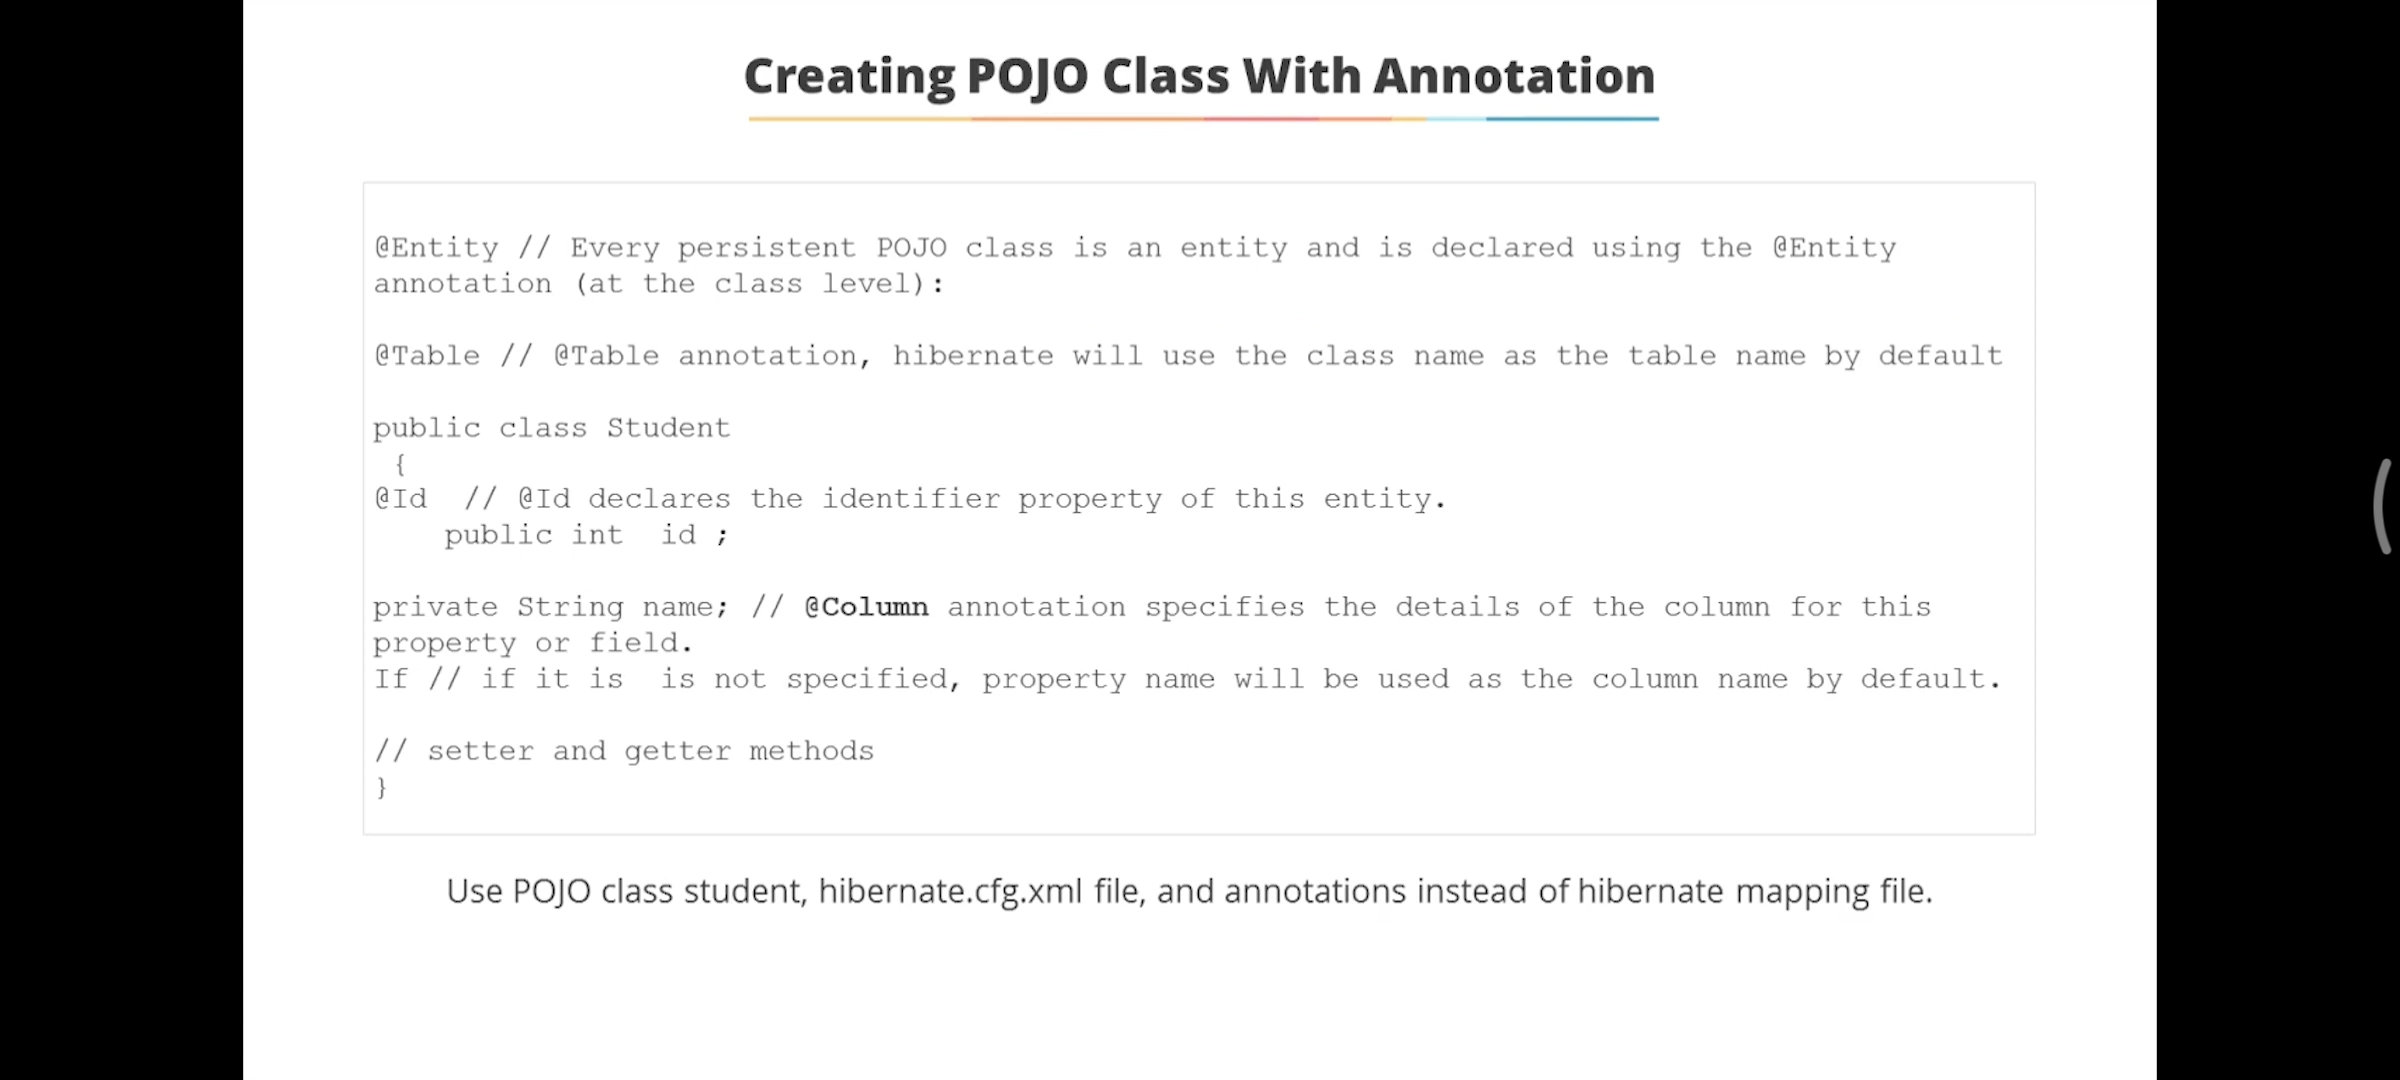 Creating POJO Class With Annotation
@Entity // Every persistent POJO class is an entity and is declared using the @Entity
annotation (at the class level):
@Table // @Table annotation, hibernate will use the class name as the table name by default
public class Student
{
@Id // @Id declares the identifier property of this entity.
public int id ;
private String name; // @Column annotation specifies the details of the column for this
property or field.
If // if it is is not specified, property name will be used as the column name by default.
// setter and getter methods
}
Use POJO class student, hibernate.cfg.xml file, and annotations instead of hibernate mapping file.